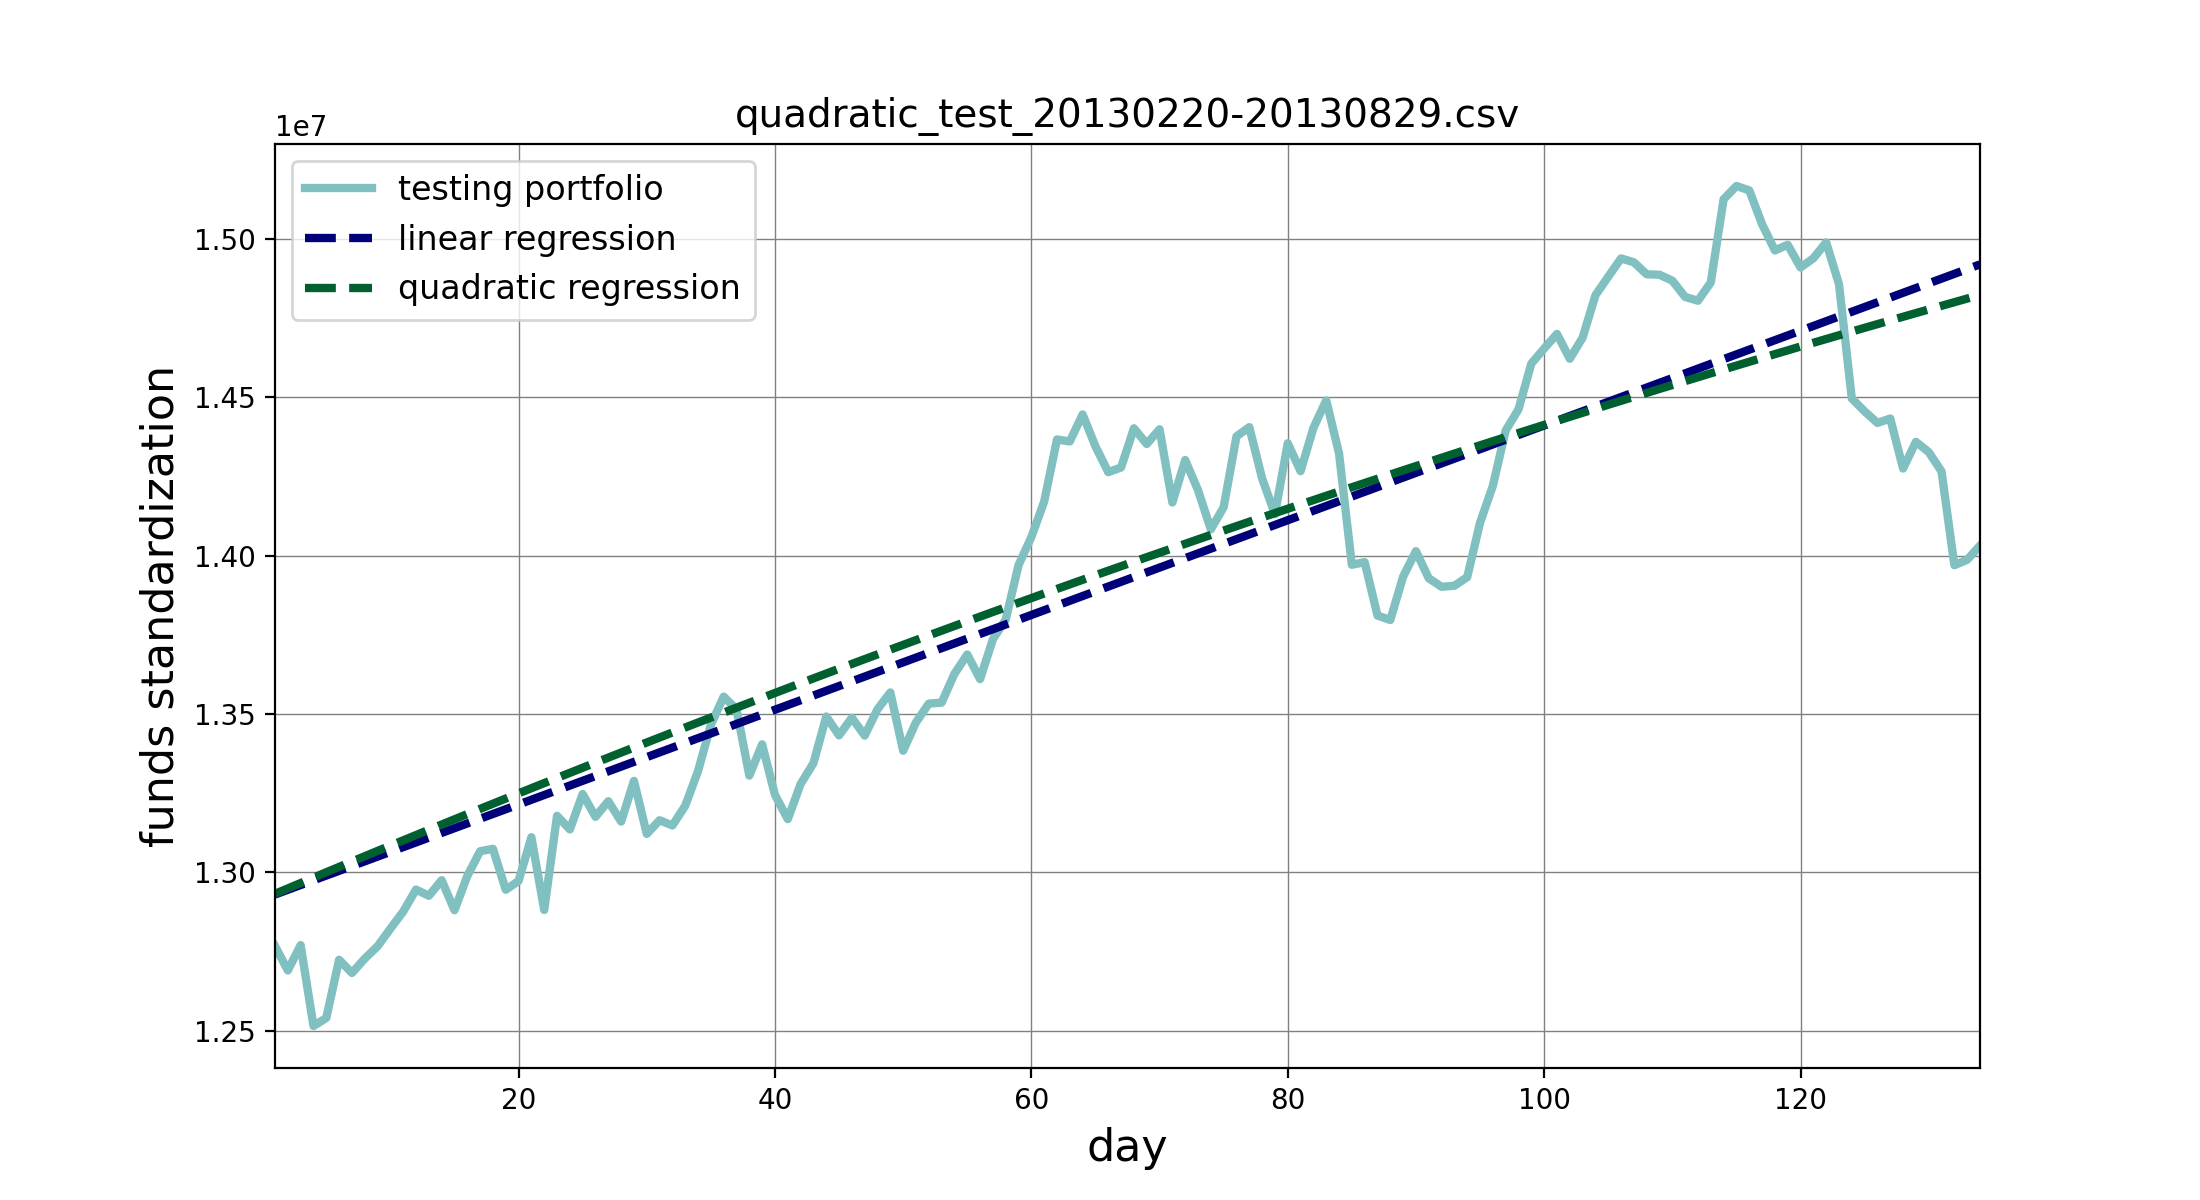 quadratic_test_20130220-20130829.csv
1e7
testing portfolio
linear regression
quadratic regression
1.50
1.45
1.40
1.35
1.30
1.25
funds standardization
20 40 60 80 100 120
day